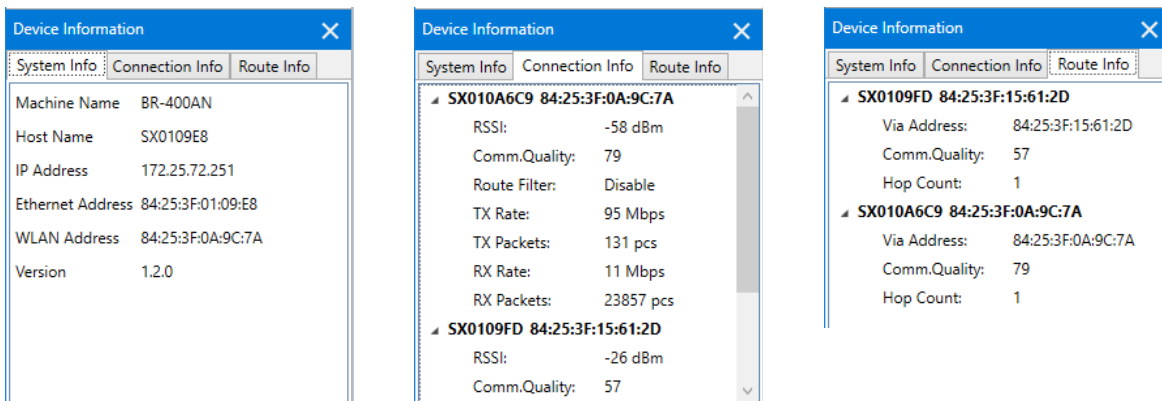 Device Information
System Info Connection Info Route Info
Machine Name BR-400AN
Host Name SX0109E8
IP Address 172.25.72.251
Ethernet Address 84:25:3F:01:09:E8
WLAN Address 84:25:3F:0A:9C:7A
Version 1.2.0
Device Information
System Info Connection Info Route Info
SX010A6C9 84:25:3F:0A:9C:7A
RSSI: -58 dBm
Comm.Quality: 79
Route Filter: Disable
TX Rate: 95 Mbps
TX Packets: 131 pcs
RX Rate: 11 Mbps
RX Packets: 23857 pcs
SX0109FD 84:25:3F:15:61:2D
RSSI: -26 dBm
Comm.Quality: 57
Device Information
System Info Connection Info Route Info
SX0109FD 84:25:3F:15:61:2D
Via Address: 84:25:3F:15:61:2D
Comm.Quality: 57
Hop Count: 1
SX010A6C9 84:25:3F:0A:9C:7A
Via Address: 84:25:3F:0A:9C:7A
Comm.Quality: 79
Hop Count: 1